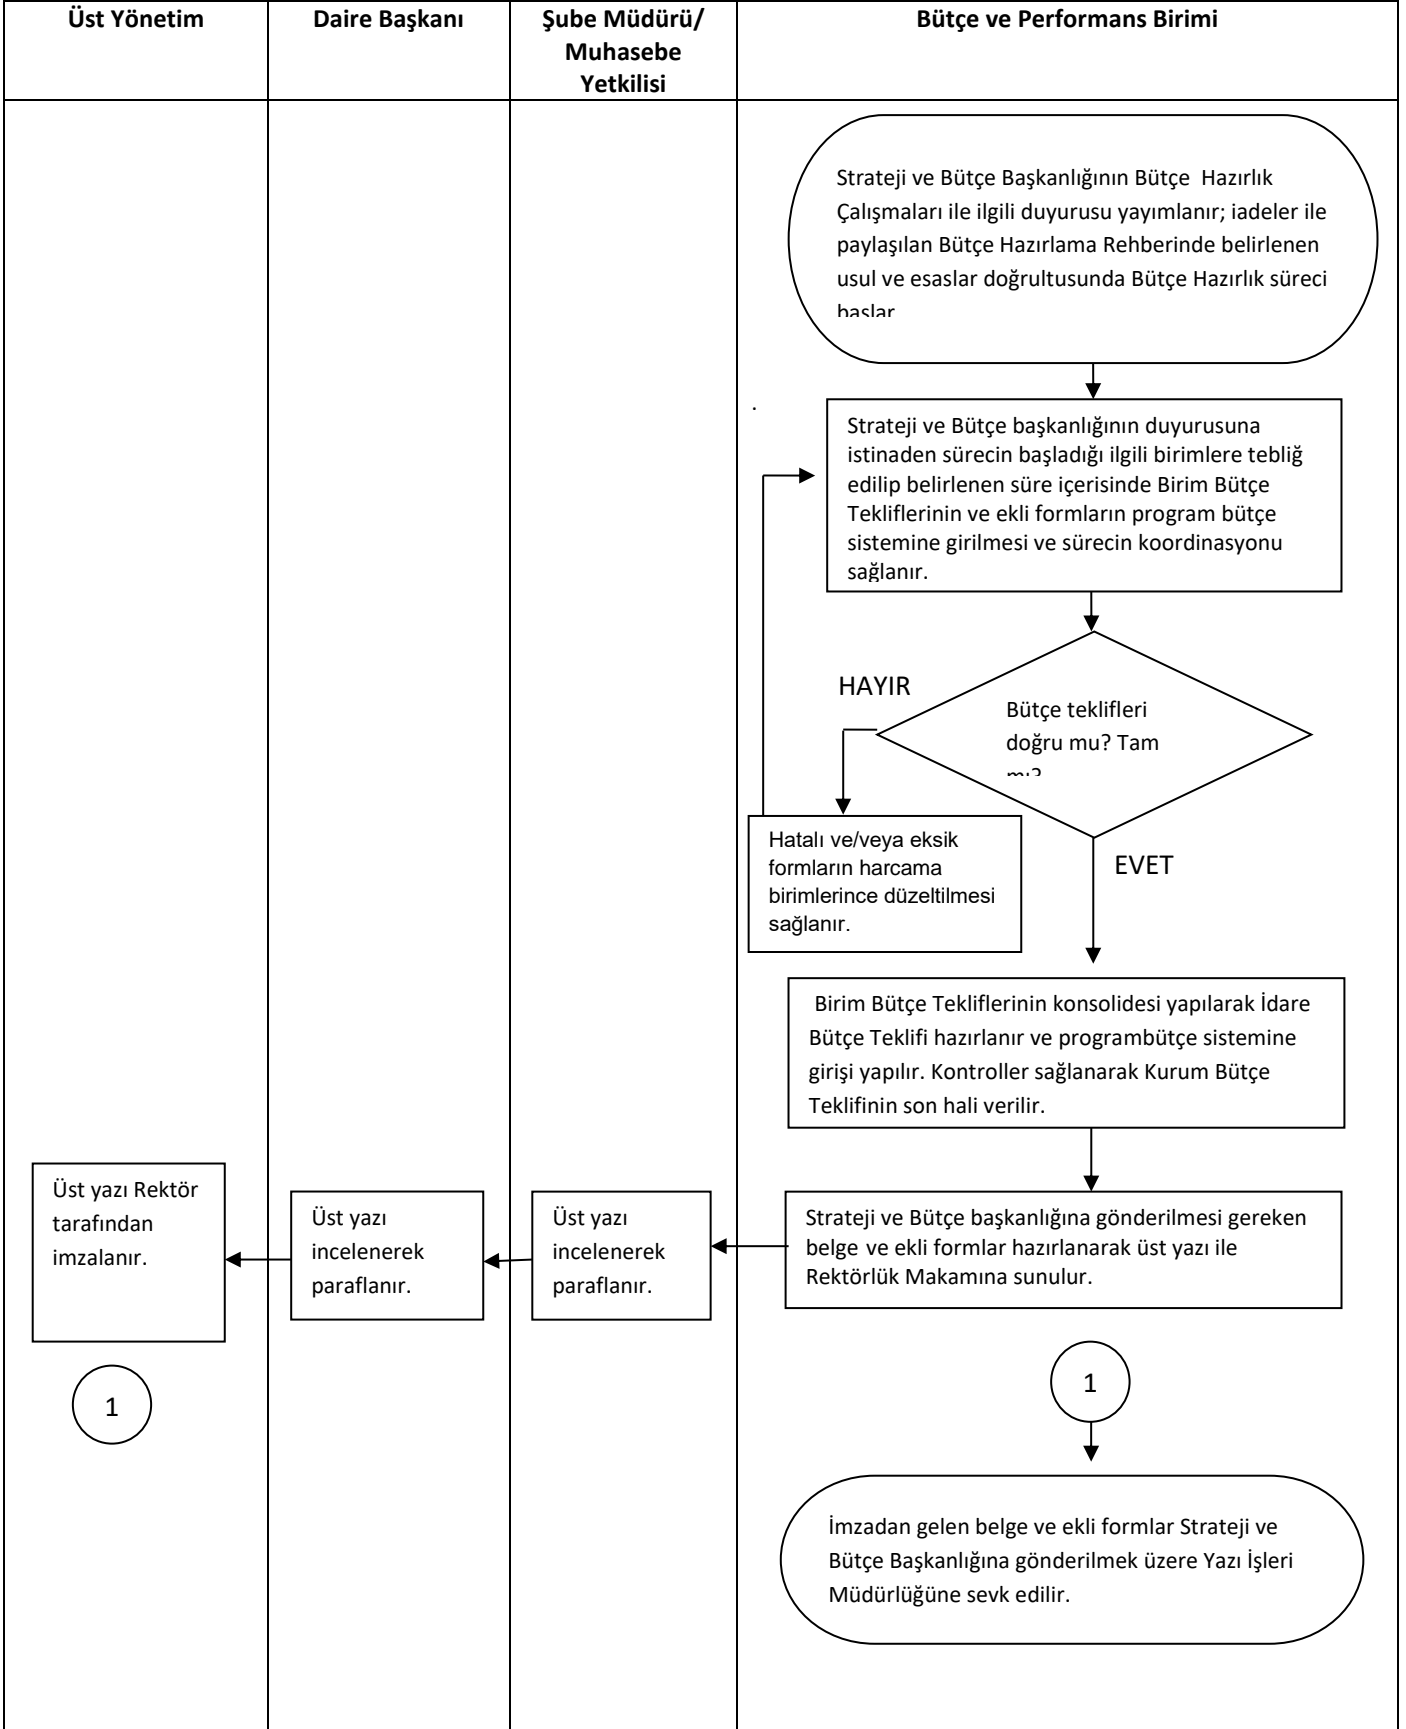 Üst Yönetim
Daire Başkanı
Şube Müdürü/
Muhasebe
Yetkilisi
Bütçe ve Performans Birimi
Strateji ve Bütçe Başkanlığının Bütçe  Hazırlık
Çalışmaları ile ilgili duyurusu yayımlanır; iadeler ile
paylaşılan Bütçe Hazırlama Rehberinde belirlenen
usul ve esaslar doğrultusunda Bütçe Hazırlık süreci
başlar
.
Strateji ve Bütçe başkanlığının duyurusuna
istinaden sürecin başladığı ilgili birimlere tebliğ
edilip belirlenen süre içerisinde Birim Bütçe
Tekliflerinin ve ekli formların program bütçe
sistemine girilmesi ve sürecin koordinasyonu
sağlanır.
HAYIR
Bütçe teklifleri
doğru mu? Tam
mı?
Hatalı ve/veya eksik
formların harcama
birimlerince düzeltilmesi
sağlanır.
EVET
Birim Bütçe Tekliflerinin konsolidesi yapılarak İdare
Bütçe Teklifi hazırlanır ve programbütçe sistemine
girişi yapılır. Kontroller sağlanarak Kurum Bütçe
Teklifinin son hali verilir.
Üst yazı Rektör
tarafından
imzalanır.
Üst yazı
incelenerek
paraflanır.
Üst yazı
incelenerek
paraflanır.
Strateji ve Bütçe başkanlığına gönderilmesi gereken
belge ve ekli formlar hazırlanarak üst yazı ile
Rektörlük Makamına sunulur.
1
1
İmzadan gelen belge ve ekli formlar Strateji ve
Bütçe Başkanlığına gönderilmek üzere Yazı İşleri
Müdürlüğüne sevk edilir.